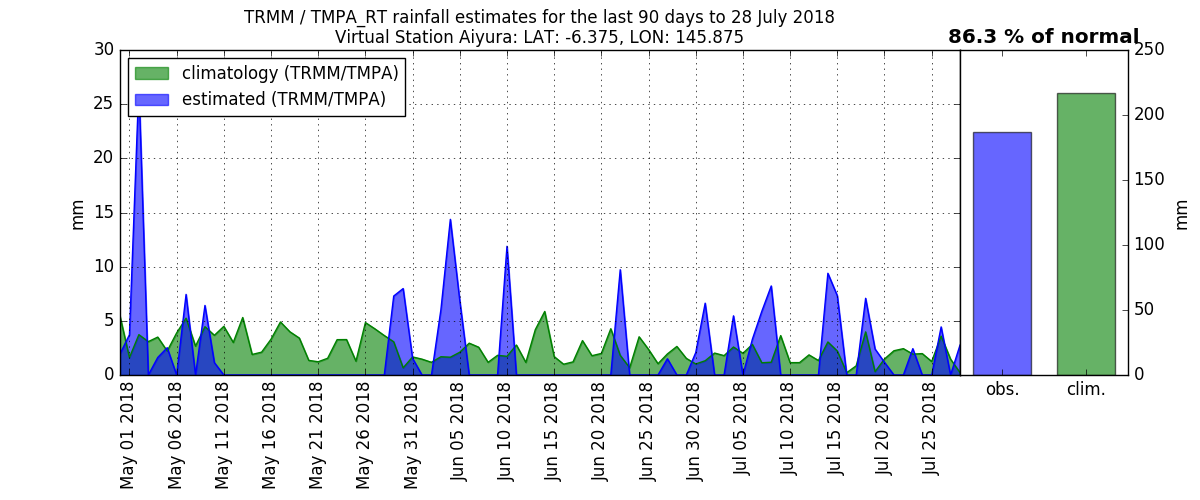 TRMM / TMPA_RT rainfall estimates for the last 90 days to 28 July 2018
Virtual Station Aiyura: LAT: -6.375, LON: 145.875
86.3 % of normal
climatology (TRMM/TMPA)
estimated (TRMM/TMPA)
30
25
20
15
10
5
0
mm
250
200
150
100
50
0
mm
May 01 2018
May 06 2018
May 11 2018
May 16 2018
May 21 2018
May 26 2018
May 31 2018
Jun 05 2018
Jun 10 2018
Jun 15 2018
Jun 20 2018
Jun 25 2018
Jun 30 2018
Jul 05 2018
Jul 10 2018
Jul 15 2018
Jul 20 2018
Jul 25 2018
obs.
clim.